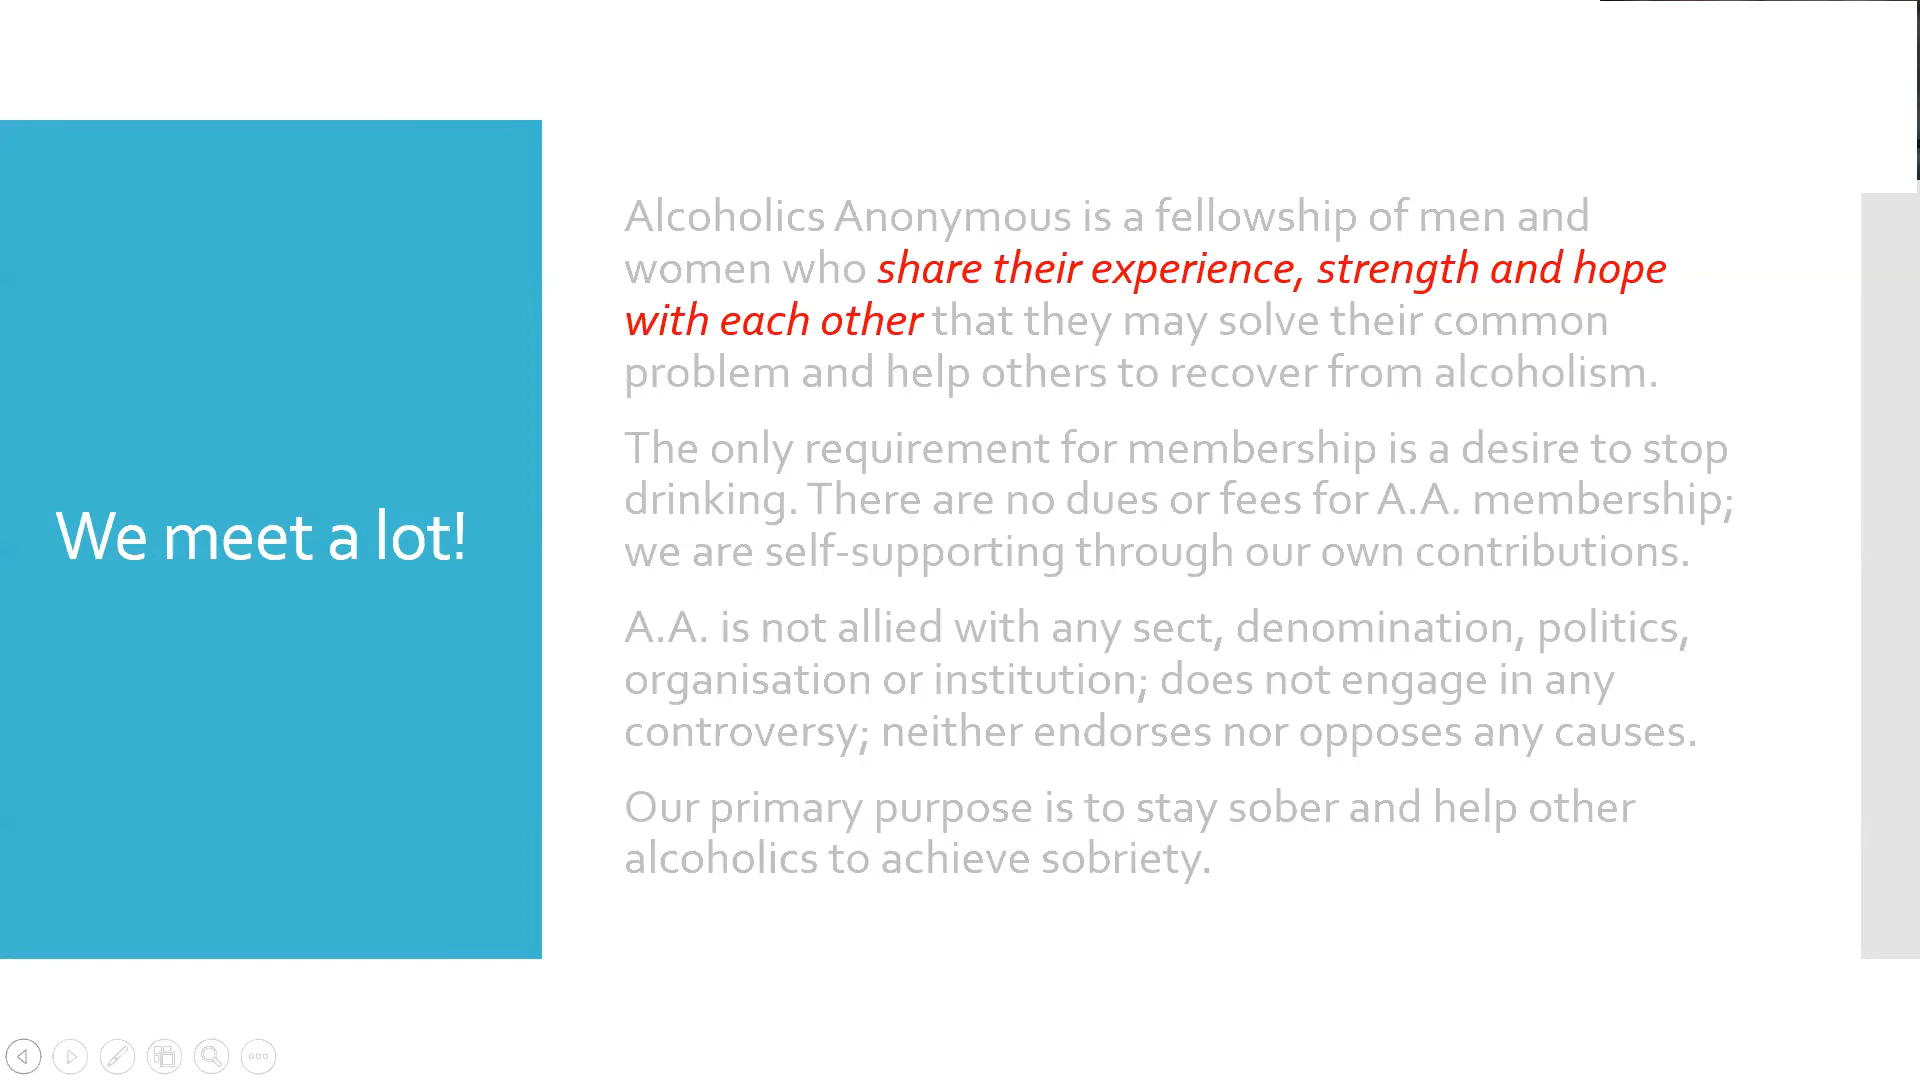 We meet a lot!
Alcoholics Anonymous is a fellowship of men and
women who share their experience, strength and hope
with each other that they may solve their common
problem and help others to recover from alcoholism.
The only requirement for membership is a desire to stop
drinking. There are no dues or fees for A.A. membership;
we are self-supporting through our own contributions.
A.A. is not allied with any sect, denomination, politics,
organisation or institution; does not engage in any
controversy; neither endorses nor opposes any causes.
Our primary purpose is to stay sober and help other
alcoholics to achieve sobriety.